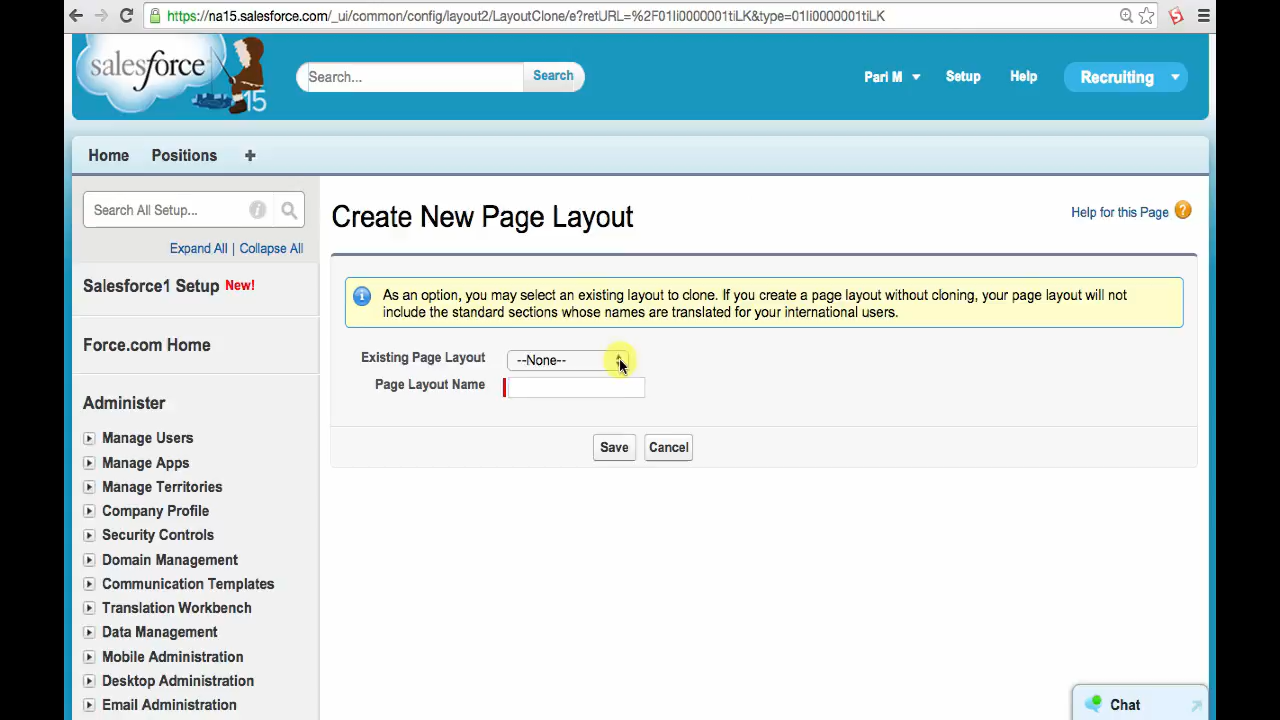 https://na15.salesforce.com/_ui/common/config/layout2/LayoutClone/e?retURL=%2F01Ii0000001tiLK&type=01Ii0000001tiLK
salesforce
15
Search...
Search
Pari M
Setup
Help
Recruiting
Home
Positions
+
Search All Setup...
Expand All | Collapse All
Salesforce1 Setup New!
Force.com Home
Administer
Manage Users
Manage Apps
Manage Territories
Company Profile
Security Controls
Domain Management
Communication Templates
Translation Workbench
Data Management
Mobile Administration
Desktop Administration
Email Administration
Create New Page Layout
Help for this Page ?
As an option, you may select an existing layout to clone. If you create a page layout without cloning, your page layout will not
include the standard sections whose names are translated for your international users.
Existing Page Layout
--None--
Page Layout Name
Save
Cancel
Chat